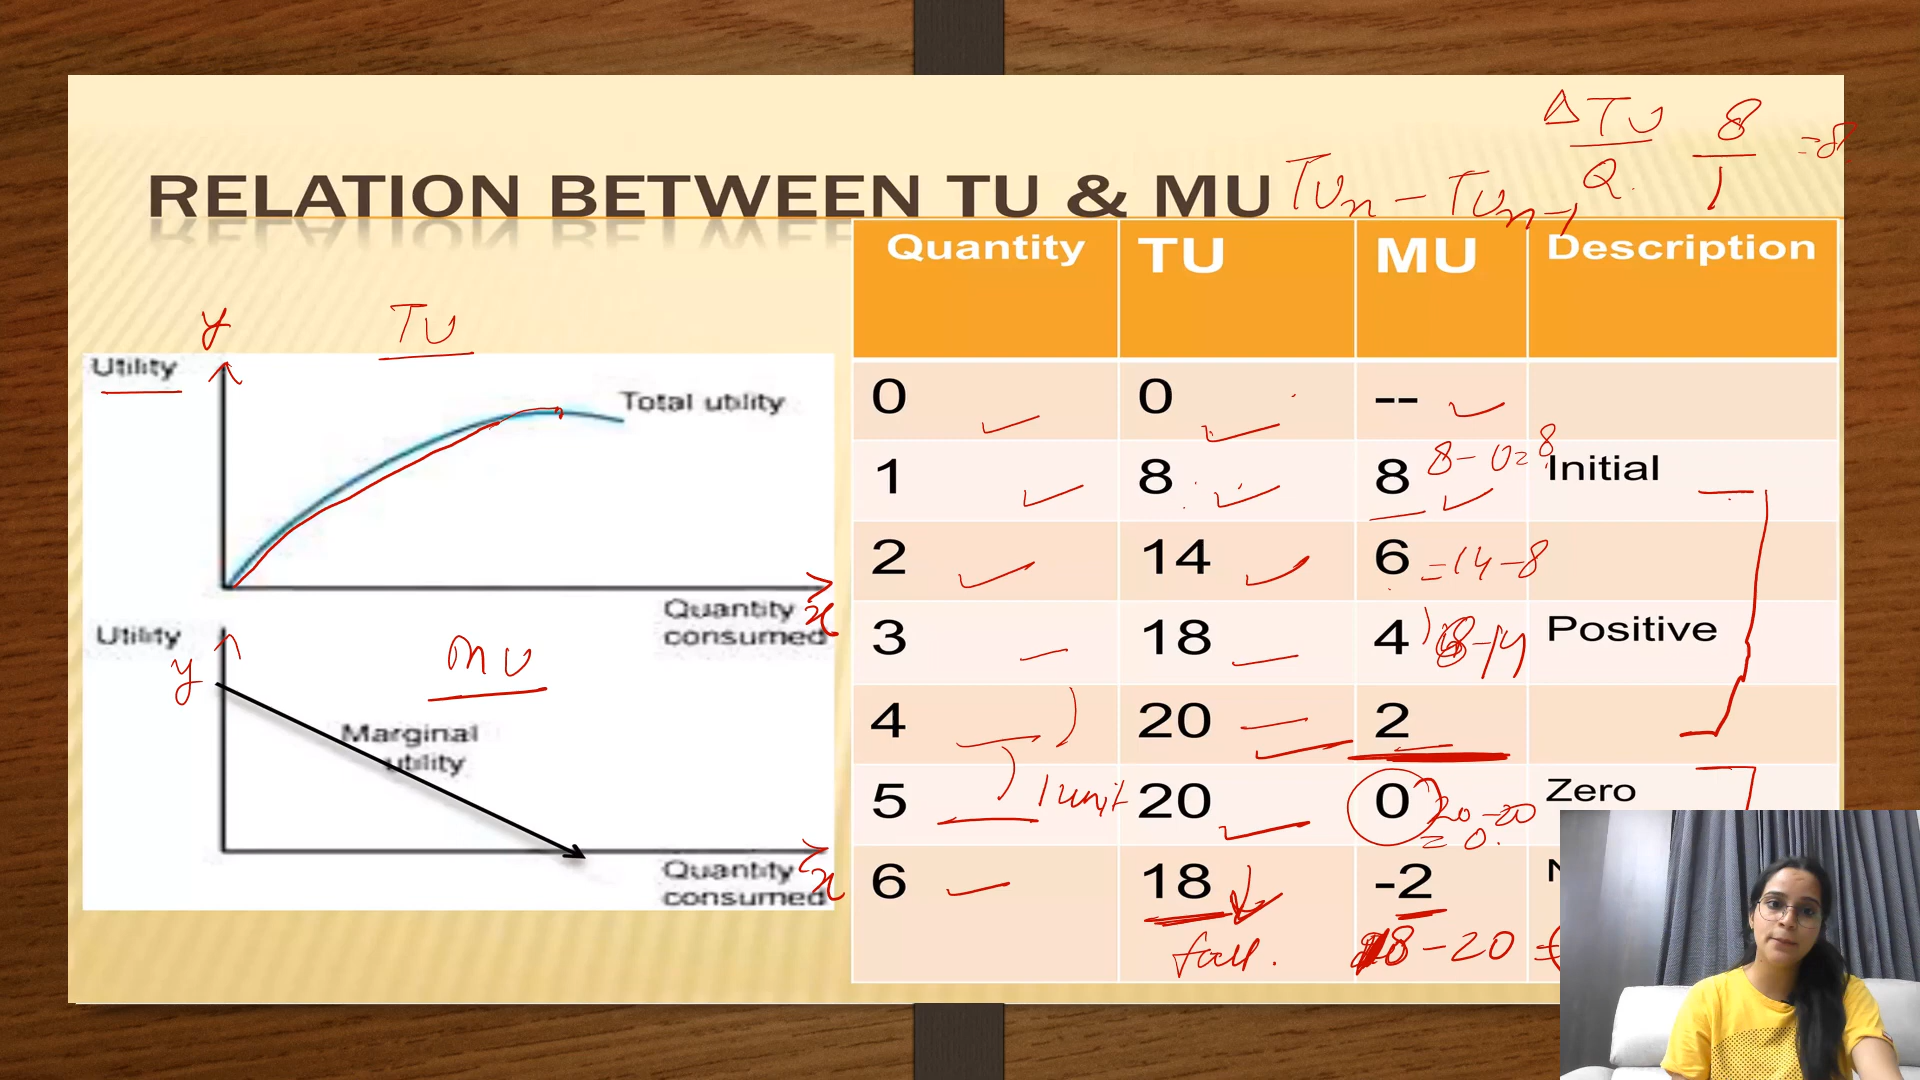 ΔTU 8
Q. 1 =8
RELATION BETWEEN TU & MU TUn - TUn-1
y TU
Utility
Total utility
Quantity x
consumed
Utility
y MU
Marginal
utility
Quantity x
consumed
Quantity TU MU Description
0 0 --
1 8 8 8-0=8 Initial
2 14 6 =14-8
3 18 4 18-14 Positive
4 20 2
5 1 unit 20 0 20-20 Zero
= 0.
6 18 -2 N
fall. 18-20 =